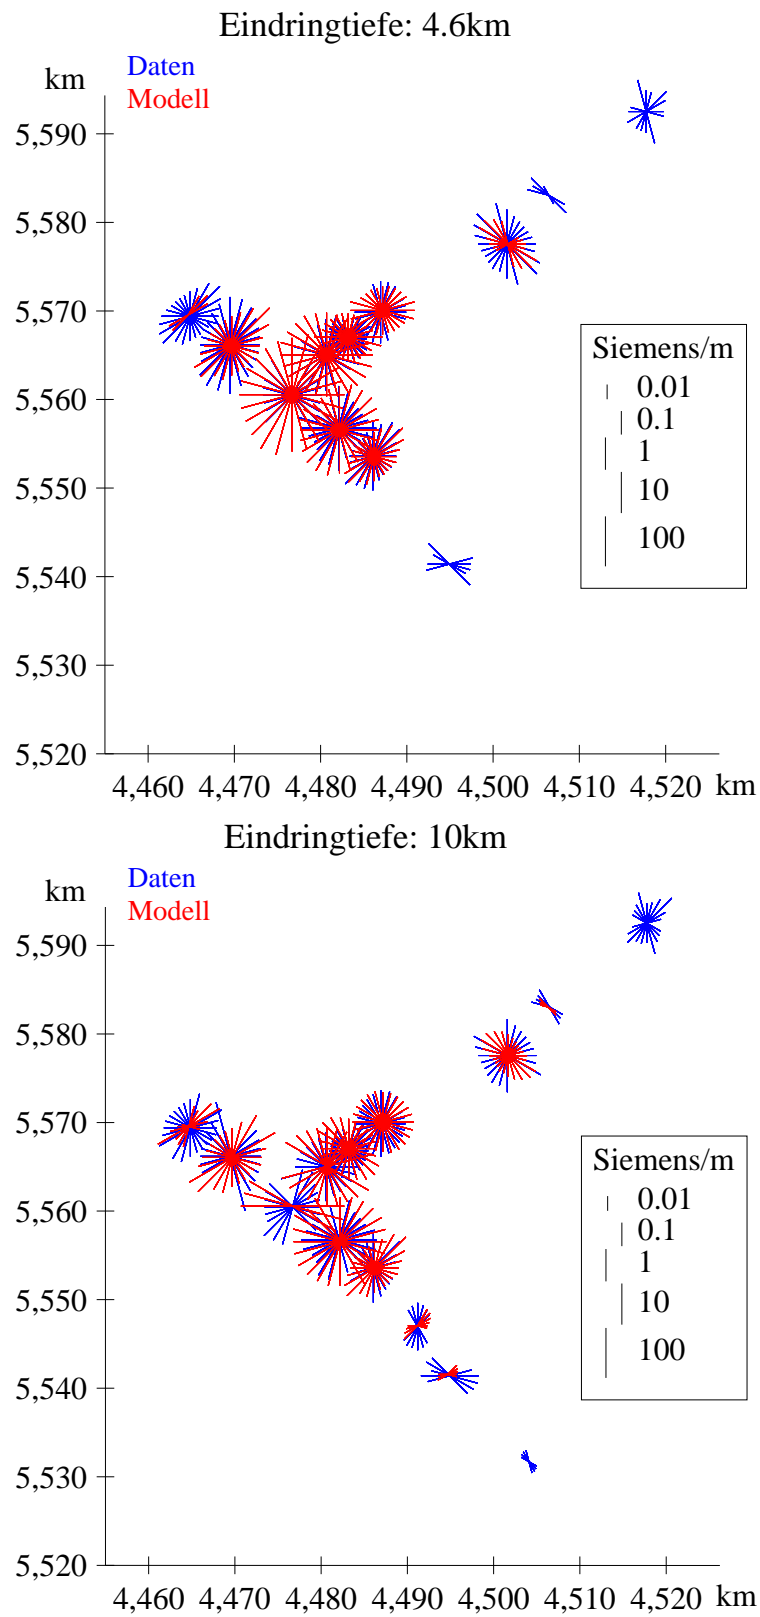 Eindringtiefe: 4.6km
km
Daten
Modell
5,590
5,580
5,570
5,560
5,550
5,540
5,530
5,520
Siemens/m
0.01
0.1
1
10
100
4,460 4,470 4,480 4,490 4,500 4,510 4,520 km
Eindringtiefe: 10km
km
Daten
Modell
5,590
5,580
5,570
5,560
5,550
5,540
5,530
5,520
Siemens/m
0.01
0.1
1
10
100
4,460 4,470 4,480 4,490 4,500 4,510 4,520 km